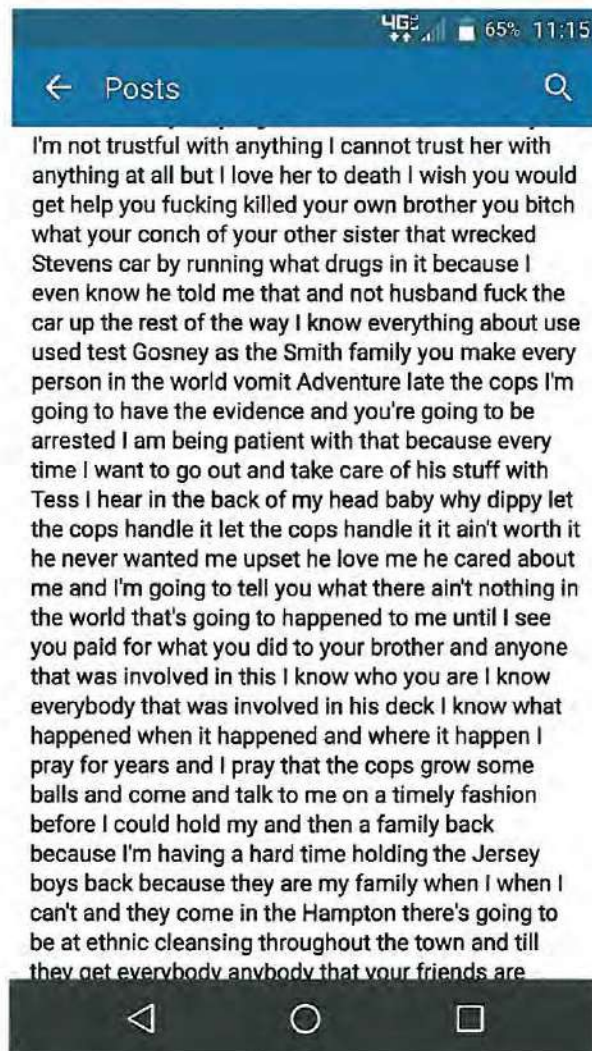 4G 65% 11:15
Posts
I'm not trustful with anything I cannot trust her with
anything at all but I love her to death I wish you would
get help you fucking killed your own brother you bitch
what your conch of your other sister that wrecked
Stevens car by running what drugs in it because I
even know he told me that and not husband fuck the
car up the rest of the way I know everything about use
used test Gosney as the Smith family you make every
person in the world vomit Adventure late the cops I'm
going to have the evidence and you're going to be
arrested I am being patient with that because every
time I want to go out and take care of his stuff with
Tess I hear in the back of my head baby why dippy let
the cops handle it let the cops handle it it ain't worth it
he never wanted me upset he love me he cared about
me and I'm going to tell you what there ain't nothing in
the world that's going to happened to me until I see
you paid for what you did to your brother and anyone
that was involved in this I know who you are I know
everybody that was involved in his deck I know what
happened when it happened and where it happen I
pray for years and I pray that the cops grow some
balls and come and talk to me on a timely fashion
before I could hold my and then a family back
because I'm having a hard time holding the Jersey
boys back because they are my family when I when I
can't and they come in the Hampton there's going to
be at ethnic cleansing throughout the town and till
they get everybody anybody that your friends are